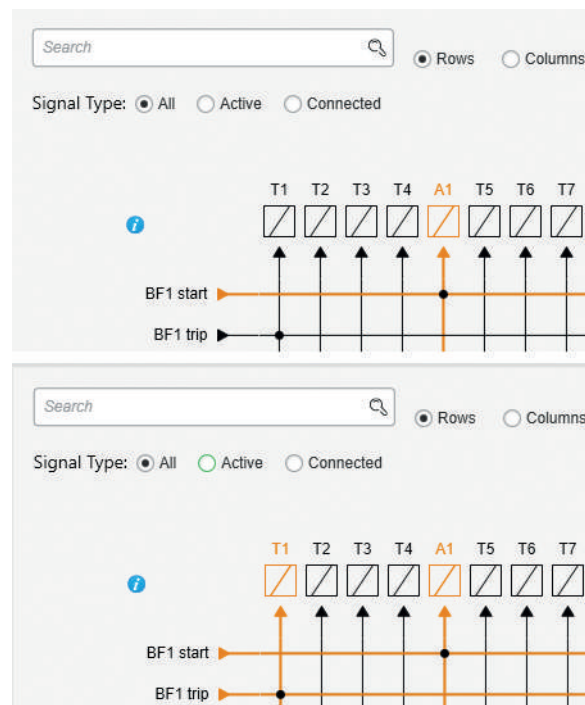 Search
Rows Columns
Signal Type: All Active Connected
T1 T2 T3 T4 A1 T5 T6 T7
i
BF1 start
BF1 trip
Search
Rows Columns
Signal Type: All Active Connected
T1 T2 T3 T4 A1 T5 T6 T7
i
BF1 start
BF1 trip